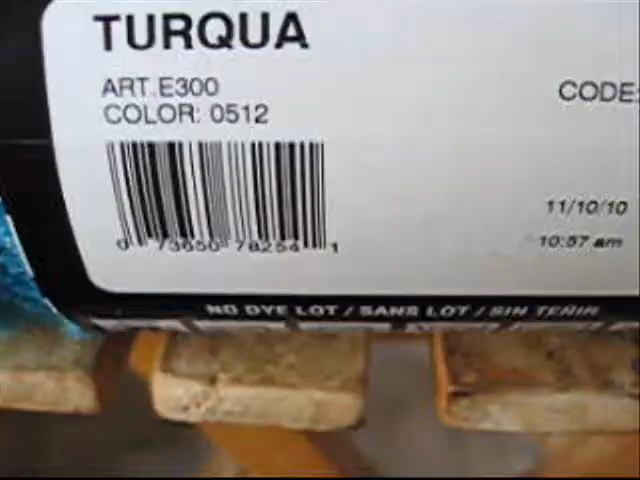 TURQUA
ART.E300
COLOR: 0512
CODE:
0 73650 78254 1
11/10/10
10:57 am
NO DYE LOT / SANS LOT / SIN TEÑIR